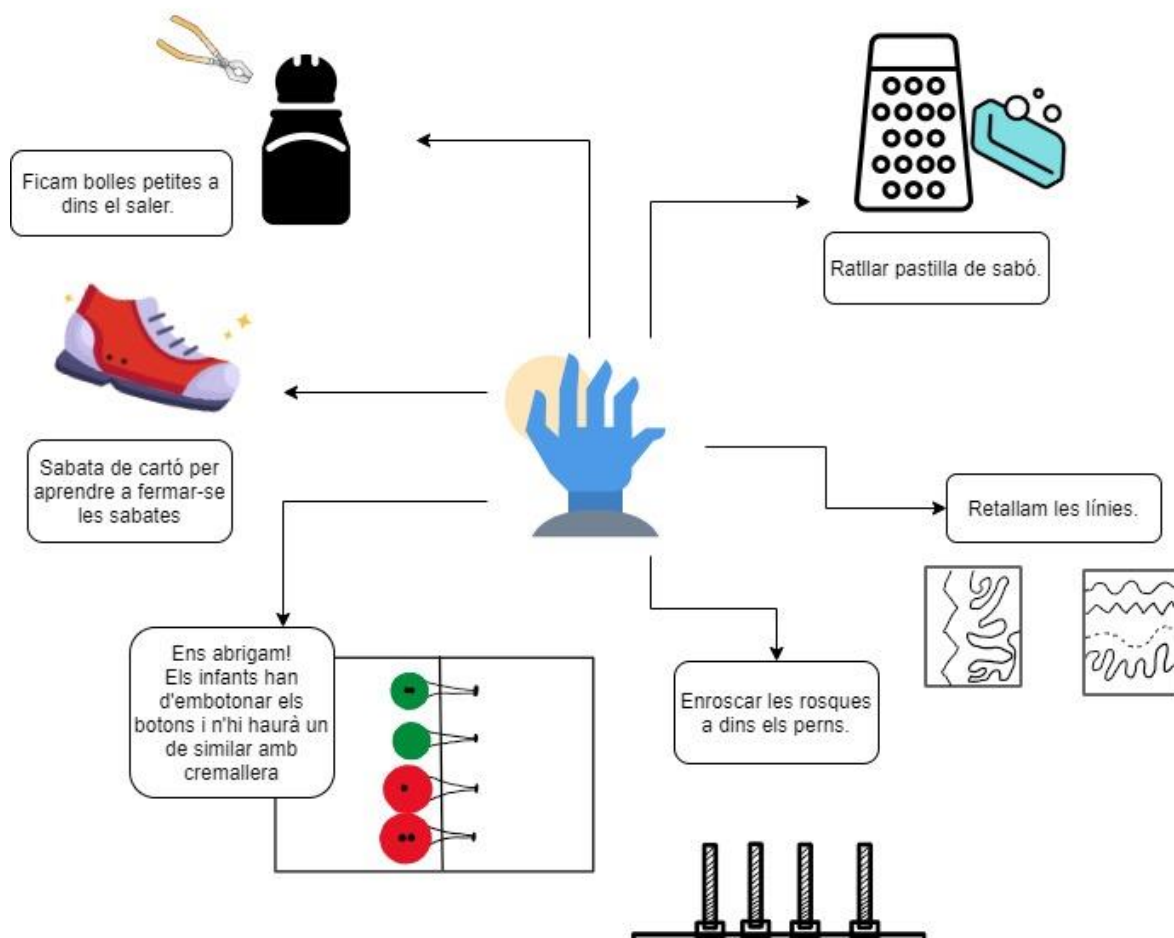 Ficam bolles petites a
dins el saler.
Ratllar pastilla de sabó.
Sabata de cartó per
aprendre a fermar-se
les sabates
Retallam les línies.
Ens abrigam!
Els infants han
d'embotonar els
botons i n'hi haurà un
de similar amb
cremallera
Enroscar les rosques
a dins els perns.